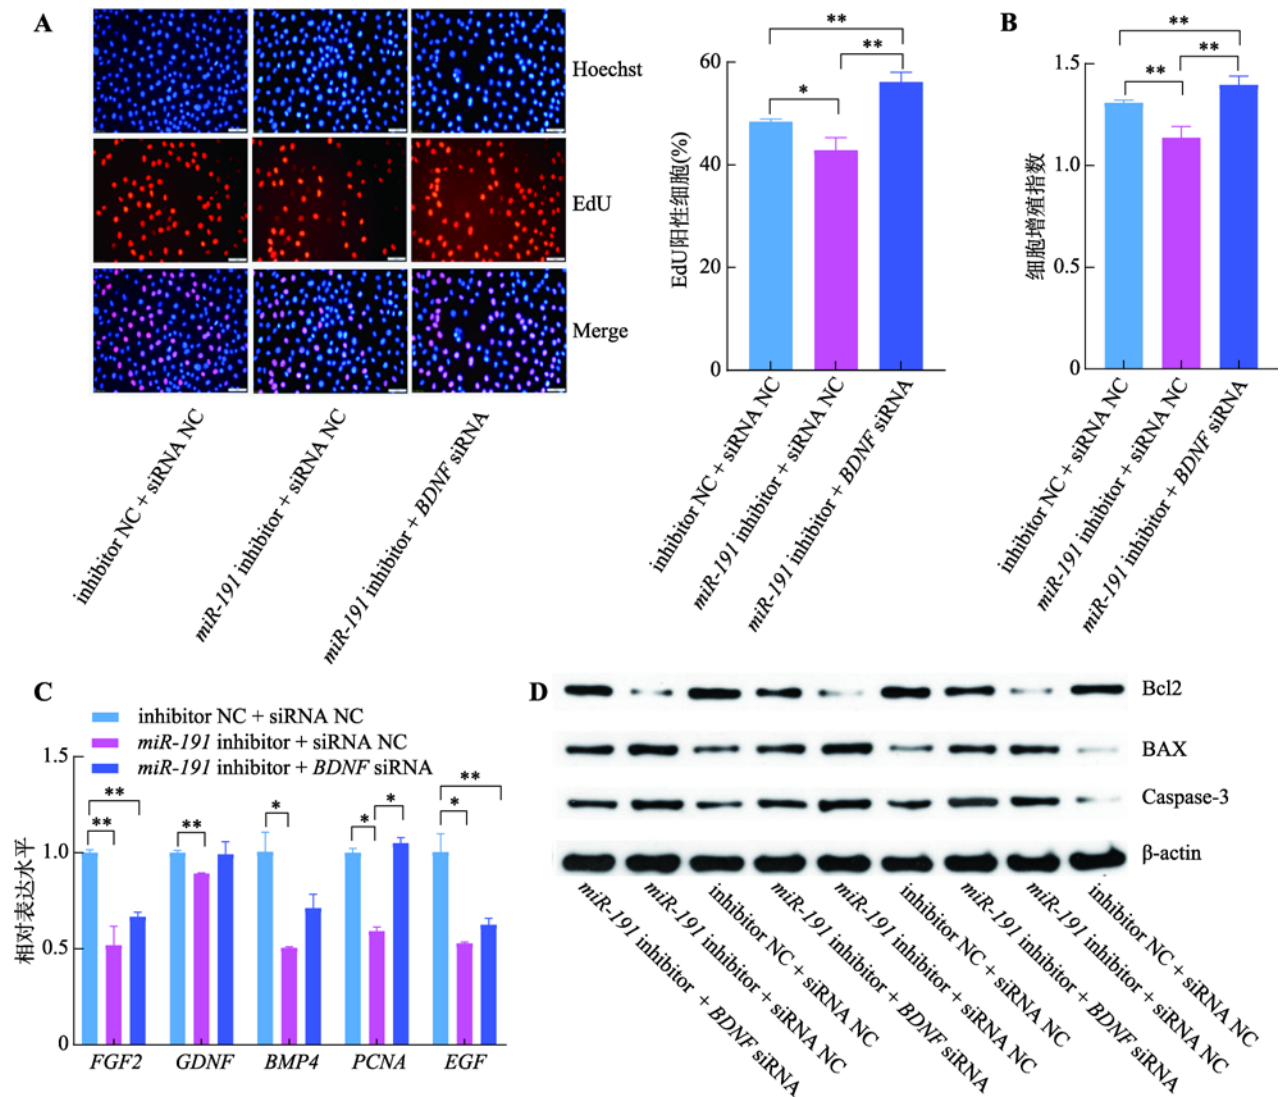 A
Hoechst
EdU
Merge
inhibitor NC + siRNA NC
miR-191 inhibitor + siRNA NC
miR-191 inhibitor + BDNF siRNA
EdU阳性细胞(%)
60
40
20
0
**
**
*
inhibitor NC + siRNA NC
miR-191 inhibitor + siRNA NC
miR-191 inhibitor + BDNF siRNA
B
细胞增殖指数
1.5
1.0
0.5
0
**
**
**
inhibitor NC + siRNA NC
miR-191 inhibitor + siRNA NC
miR-191 inhibitor + BDNF siRNA
C
inhibitor NC + siRNA NC
miR-191 inhibitor + siRNA NC
miR-191 inhibitor + BDNF siRNA
相对表达水平
1.5
1.0
0.5
0
**
**
**
*
*
*
**
*
FGF2 GDNF BMP4 PCNA EGF
D
Bcl2
BAX
Caspase-3
β-actin
miR-191 inhibitor + BDNF siRNA
miR-191 inhibitor + siRNA NC
inhibitor NC + siRNA NC
miR-191 inhibitor + BDNF siRNA
miR-191 inhibitor + siRNA NC
inhibitor NC + siRNA NC
miR-191 inhibitor + BDNF siRNA
miR-191 inhibitor + siRNA NC
inhibitor NC + siRNA NC